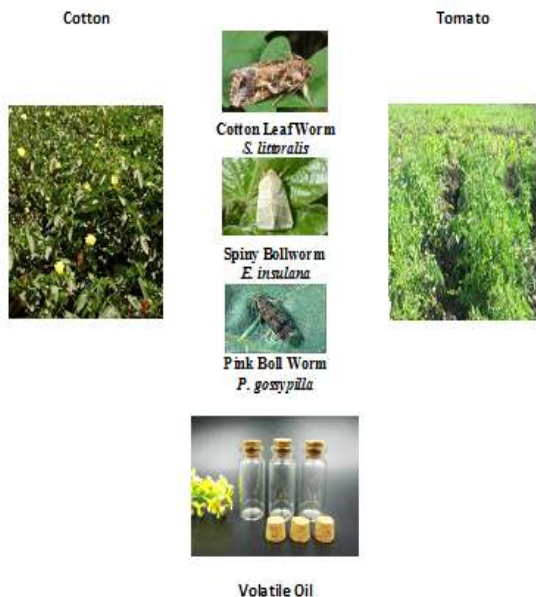 Cotton
Tomato
Cotton Leaf Worm
S. littoralis
Spiny Bollworm
E. insulana
Pink Boll Worm
P. gossypilla
Volatile Oil